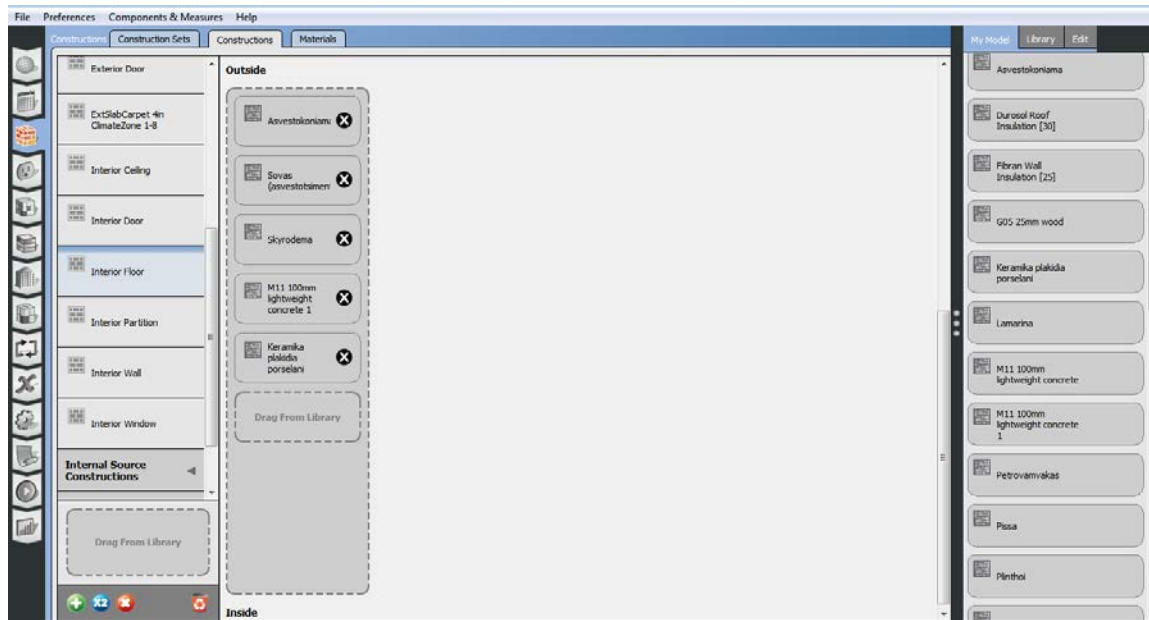 File Preferences Components & Measures Help
Constructions Construction Sets Constructions Materials
My Model Library Edit
Exterior Door
ExtSlabCarpet 4in
ClimateZone 1-8
Interior Ceiling
Interior Door
Interior Floor
Interior Partition
Interior Wall
Interior Window
Internal Source
Constructions
Drag From Library
X2
Outside
Asvestokoniam
Sovas
(asvestotsimen
Skyrodema
M11 100mm
lightweight
concrete 1
Keramika
plakidia
porselani
Drag From Library
Inside
Asvestokoniama
Durosol Roof
Insulation [30]
Fibran Wall
Insulation [25]
G05 25mm wood
Keramika plakidia
porselani
Lamarina
M11 100mm
lightweight concrete
M11 100mm
lightweight concrete
1
Petrovamvakas
Pissa
Plinthoi